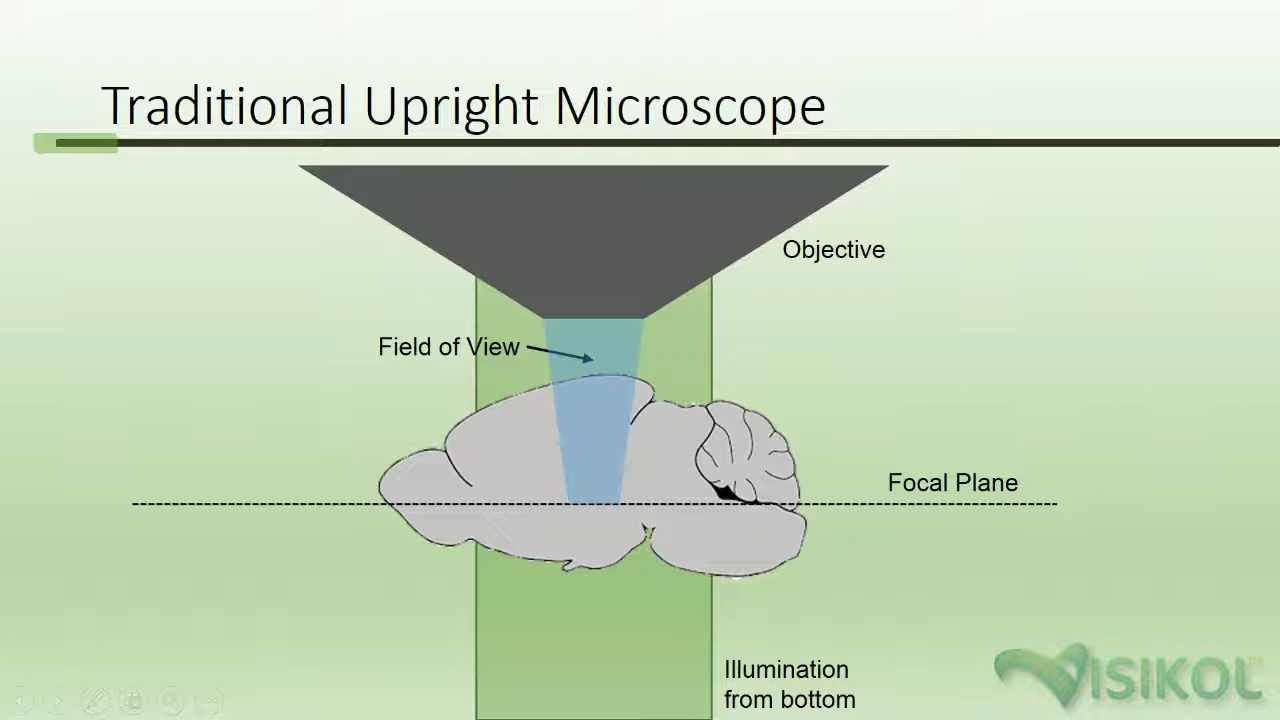 Traditional Upright Microscope
Objective
Field of View
Focal Plane
Illumination
from bottom
VISIKOL